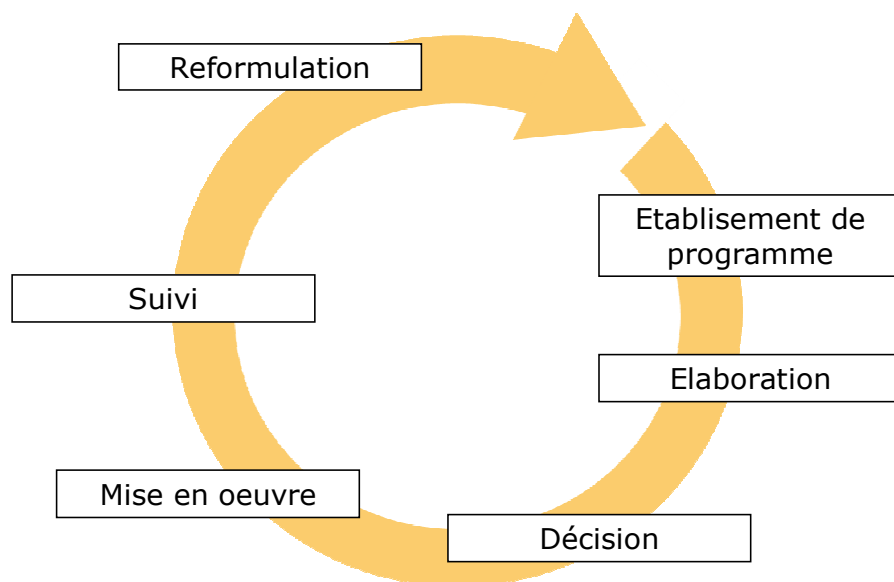 Reformulation
Etablisement de
programme
Suivi
Elaboration
Mise en oeuvre
Décision